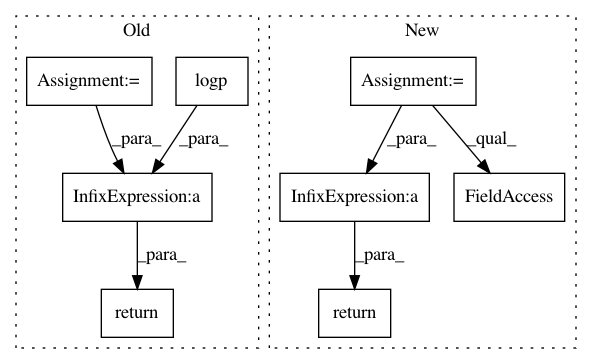 Old
New
Assignment:=
logp
Assignment:=
_para_
_para_
_para_
_qual_
InfixExpression:a
InfixExpression:a
FieldAccess
_para_
_para_
return
return